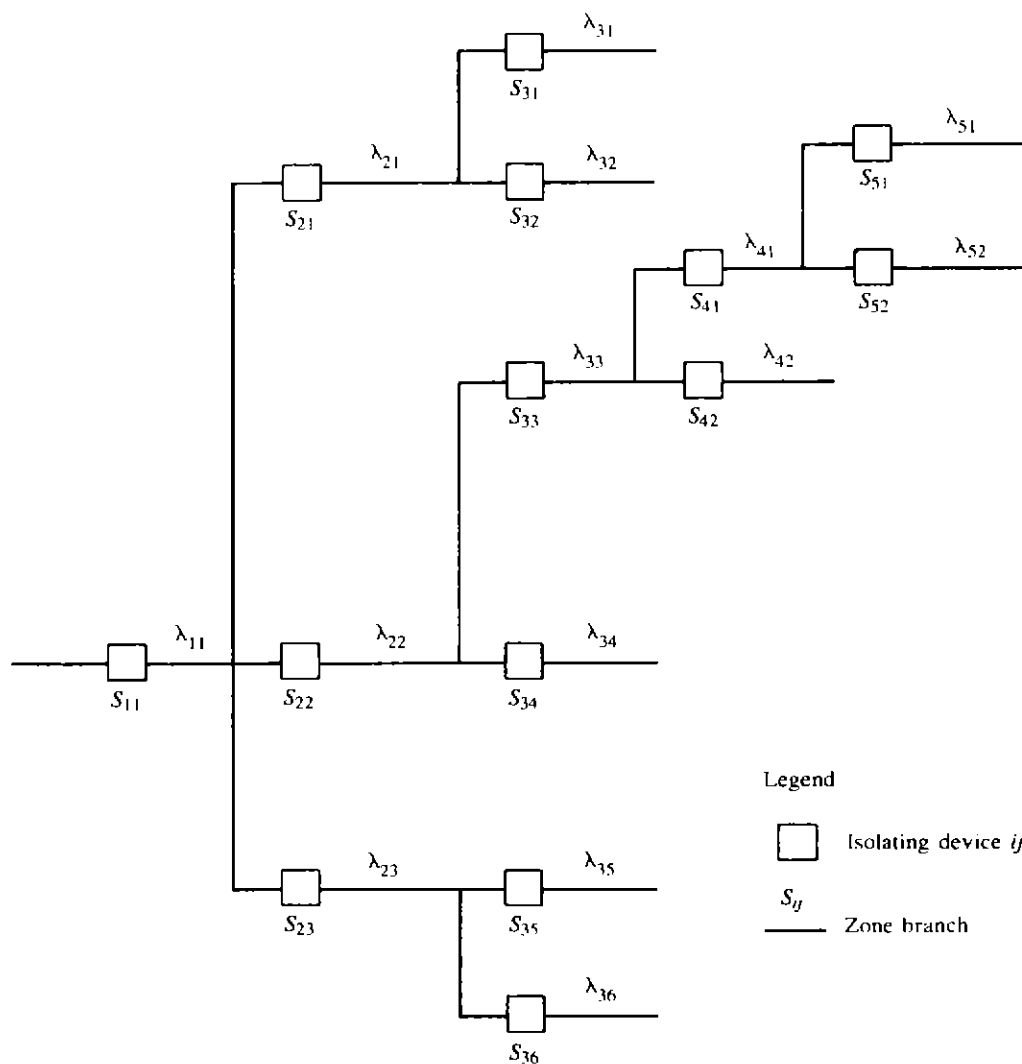 λ31
S31
λ51
S51
λ21
λ32
S21
S32
λ41
λ52
S41
S52
λ33
λ42
S33
S42
λ11
λ22
λ34
S11
S22
S34
Legend
Isolating device ij
λ23
λ35
S23
S35
Sij
Zone branch
λ36
S36